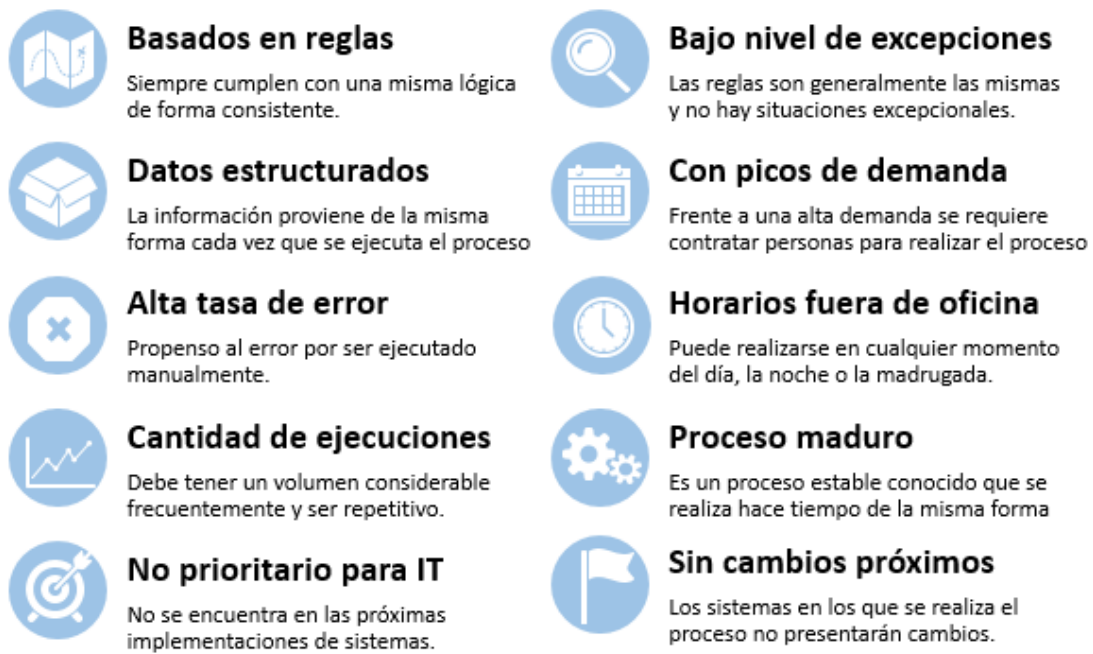 Basados en reglas
Siempre cumplen con una misma lógica
de forma consistente.
Bajo nivel de excepciones
Las reglas son generalmente las mismas
y no hay situaciones excepcionales.
Datos estructurados
La información proviene de la misma
forma cada vez que se ejecuta el proceso
Con picos de demanda
Frente a una alta demanda se requiere
contratar personas para realizar el proceso
Alta tasa de error
Propenso al error por ser ejecutado
manualmente.
Horarios fuera de oficina
Puede realizarse en cualquier momento
del día, la noche o la madrugada.
Cantidad de ejecuciones
Debe tener un volumen considerable
frecuentemente y ser repetitivo.
Proceso maduro
Es un proceso estable conocido que se
realiza hace tiempo de la misma forma
No prioritario para IT
No se encuentra en las próximas
implementaciones de sistemas.
Sin cambios próximos
Los sistemas en los que se realiza el
proceso no presentarán cambios.